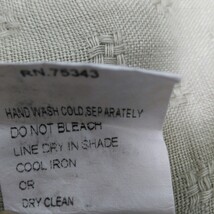 RN.75343
HAND WASH COLD,SEPARATELY
DO NOT BLEACH
LINE DRY IN SHADE
COOL IRON
OR
DRY CLEAN